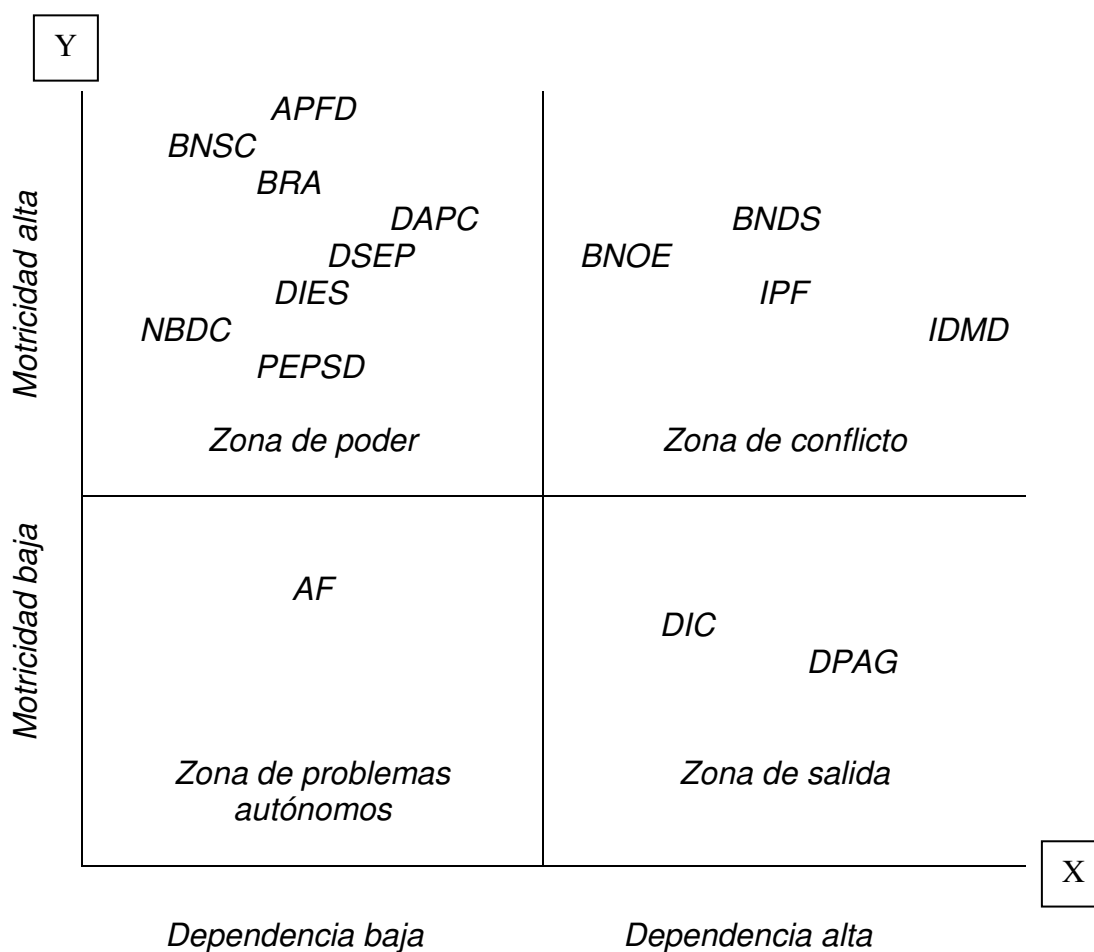 Y
APFD
BNSC
BRA
DAPC
BNDS
DSEP
BNOE
DIES
IPF
NBDC
IDMD
PEPSD
Motricidad alta
Zona de poder
Zona de conflicto
Motricidad baja
AF
DIC
DPAG
Zona de problemas
autónomos
Zona de salida
X
Dependencia baja
Dependencia alta